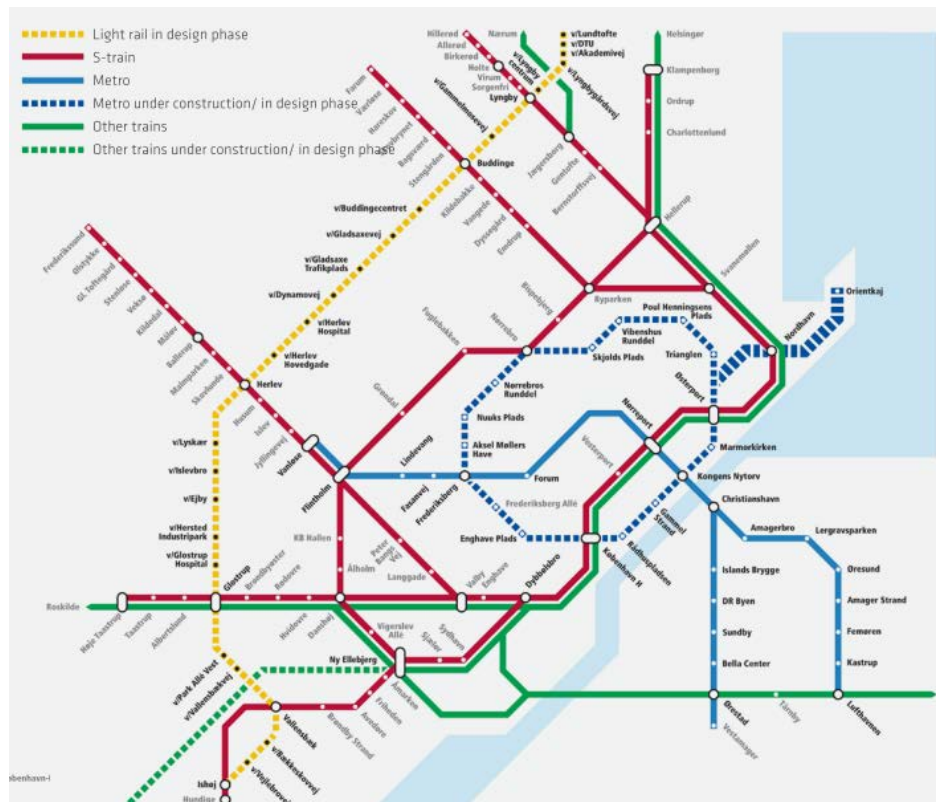 Light rail in design phase
S-train
Metro
Metro under construction/ in design phase
Other trains
Other trains under construction/ in design phase
Hillerød
Allerød
Birkerød
Holte
Virum
Sorgenfri
Lyngby
Nærum
v/Lyngby
centrum
v/Lundtofte
v/DTU
v/Akademivej
v/Lyngbygårdsvej
Helsingør
Klampenborg
Ordrup
Charlottenlund
Farum
Værløse
Hareskov
Bagsværd
Stengården
v/Gammelmosevej
Buddinge
Jægersborg
Gentofte
Bernstorffsvej
Hellerup
Kildebakke
Vangede
Dyssegård
Emdrup
v/Buddingecentret
v/Gladsaxevej
v/Gladsaxe
Trafikplads
v/Dynamovej
v/Herlev
Hospital
v/Herlev
Hovedgade
Frederikssund
Ølstykke
Gl. Toftegård
Stenløse
Veksø
Kildedal
Måløv
Ballerup
Malmparken
Skovlunde
Herlev
Husum
Islev
Jyllingevej
Vanløse
Flintholm
Svanemøllen
Ryparken
Bispebjerg
Nørrebro
Fuglebakken
Grøndal
Poul Henningsens
Plads
Vibenshus
Runddel
Skjolds Plads
Trianglen
Orientkaj
Nordhavn
Østerport
Nørrebros
Runddel
Nuuks Plads
Aksel Møllers
Have
Nørreport
Vesterport
Marmorkirken
Lindevang
Fasanvej
Frederiksberg
Forum
Kongens Nytorv
Christianshavn
Frederiksberg Allé
Enghave Plads
Gammel
Strand
Rådhuspladsen
København H
Amagerbro
Lergravsparken
v/Lyskær
v/Islevbro
v/Ejby
v/Hersted
Industripark
v/Glostrup
Hospital
KB Hallen
Ålholm
Peter
Bangs
Vej
Langgade
Valby
Enghave
Dybbølsbro
Islands Brygge
DR Byen
Sundby
Bella Center
Øresund
Amager Strand
Femøren
Kastrup
Roskilde
Høje Taastrup
Taastrup
Albertslund
Glostrup
Brøndbyøster
Rødovre
Hvidovre
Danshøj
Vigerslev
Allé
Sjælør
Sydhavn
Ny Ellebjerg
Åmarken
Friheden
Avedøre
Brøndby Strand
v/Park Allé Vest
v/Vallensbækvej
Vallensbæk
v/Bækkeskovvej
Ishøj
Hundige
Ørestad
Vestamager
Tårnby
Lufthavnen